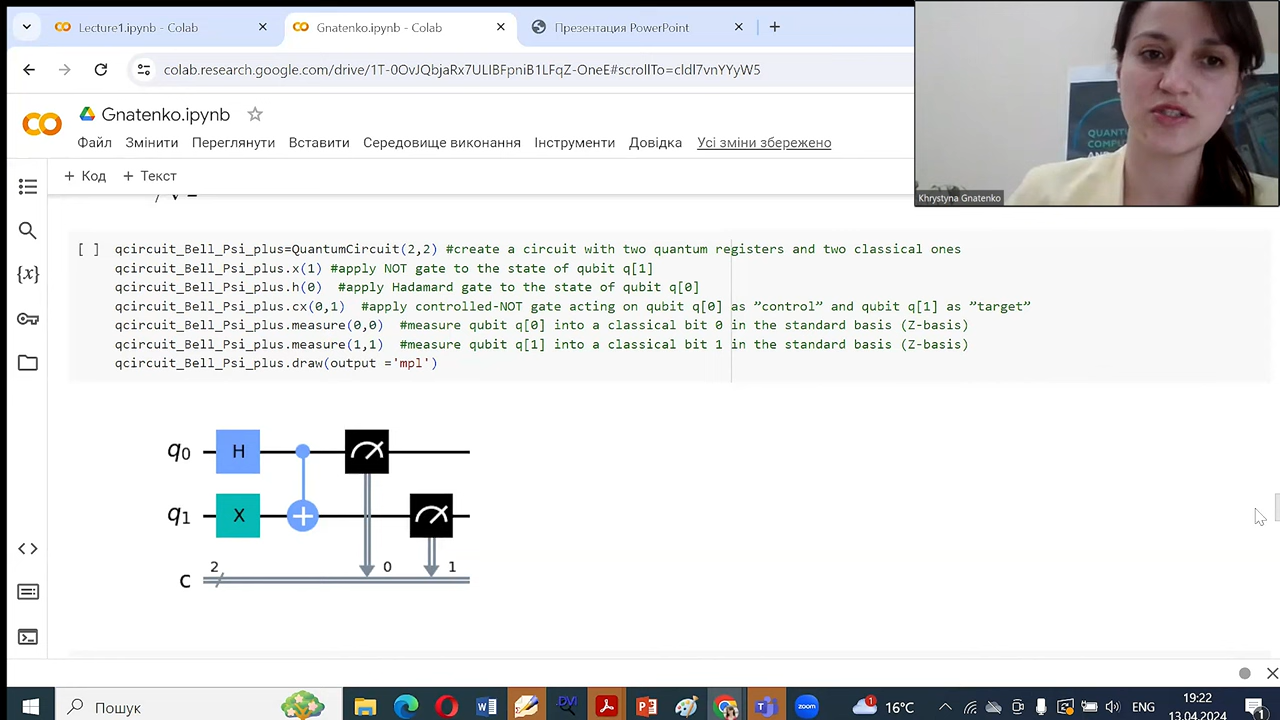 Lecture1.ipynb - Colab
Gnatenko.ipynb - Colab
Презентация PowerPoint
colab.research.google.com/drive/1T-0OvJQbjaRx7ULIBFpniB1LFqZ-OneE#scrollTo=cldl7vnYYyW5
Gnatenko.ipynb
Файл Змінити Переглянути Вставити Середовище виконання Інструменти Довідка Усі зміни збережено
+ Код + Текст
QUANT
COMPU
AND
Khrystyna Gnatenko
[ ] qcircuit_Bell_Psi_plus=QuantumCircuit(2,2) #create a circuit with two quantum registers and two classical ones
qcircuit_Bell_Psi_plus.x(1) #apply NOT gate to the state of qubit q[1]
qcircuit_Bell_Psi_plus.h(0) #apply Hadamard gate to the state of qubit q[0]
qcircuit_Bell_Psi_plus.cx(0,1) #apply controlled-NOT gate acting on qubit q[0] as ”control” and qubit q[1] as ”target”
qcircuit_Bell_Psi_plus.measure(0,0) #measure qubit q[0] into a classical bit 0 in the standard basis (Z-basis)
qcircuit_Bell_Psi_plus.measure(1,1) #measure qubit q[1] into a classical bit 1 in the standard basis (Z-basis)
qcircuit_Bell_Psi_plus.draw(output ='mpl')
q0 H
q1 X
2 0 1
c
Пошук
16°C
ENG
19:22
13.04.2024